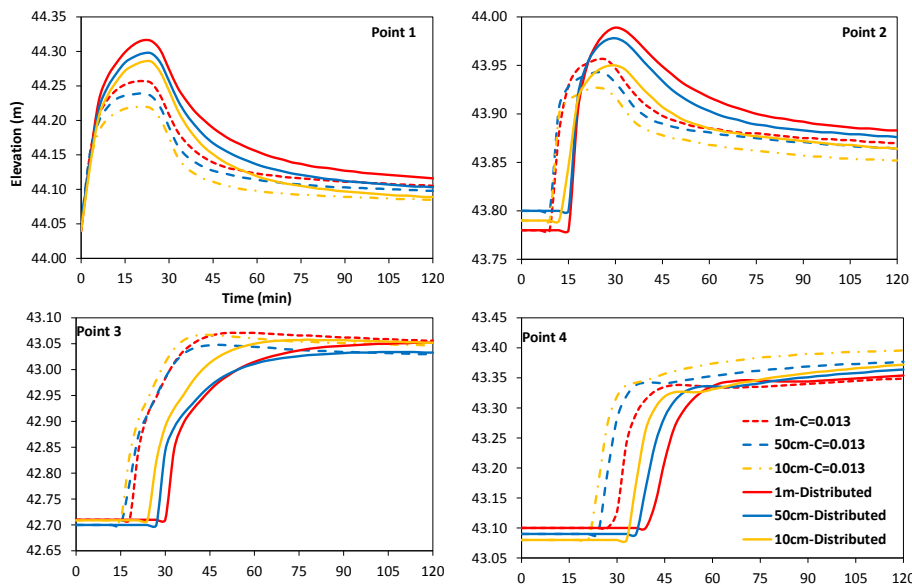 Point 1
44.35
44.30
44.25
44.20
44.15
44.10
44.05
44.00
Elevation (m)
0 15 30 45 60 75 90 105 120
Time (min)
Point 2
44.00
43.95
43.90
43.85
43.80
43.75
0 15 30 45 60 75 90 105 120
Point 3
43.10
43.05
43.00
42.95
42.90
42.85
42.80
42.75
42.70
42.65
0 15 30 45 60 75 90 105 120
Point 4
43.45
43.40
43.35
43.30
43.25
43.20
43.15
43.10
43.05
0 15 30 45 60 75 90 105 120
1m-C=0.013
50cm-C=0.013
10cm-C=0.013
1m-Distributed
50cm-Distributed
10cm-Distributed